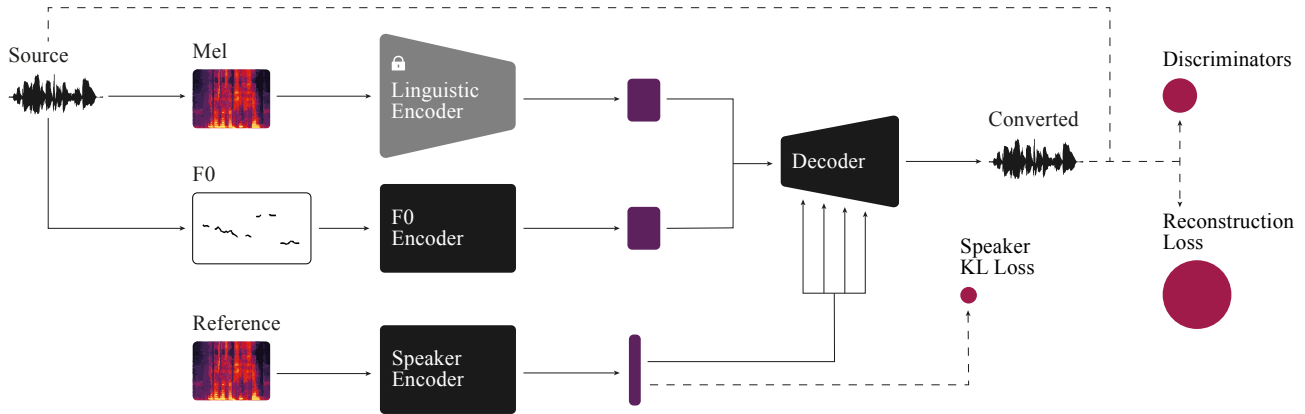 Source
Mel
Linguistic
Encoder
F0
F0
Encoder
Reference
Speaker
Encoder
Decoder
Converted
Speaker
KL Loss
Discriminators
Reconstruction
Loss